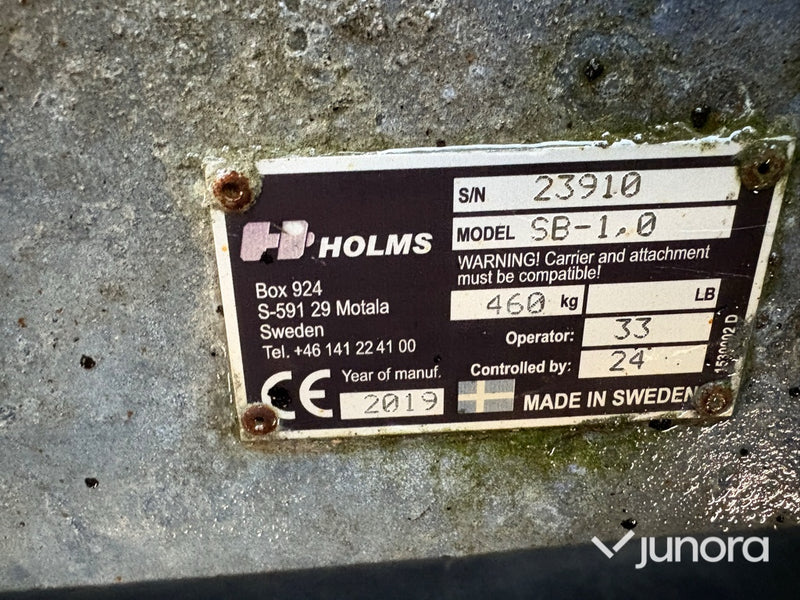 HOLMS
Box 924
S-591 29 Motala
Sweden
Tel. +46 141 22 41 00
CE
Year of manuf.
2019
S/N 23910
MODEL SB-1.0
WARNING! Carrier and attachment
must be compatible!
460 kg LB
Operator: 33
Controlled by: 24
MADE IN SWEDEN
1530002 D
junora